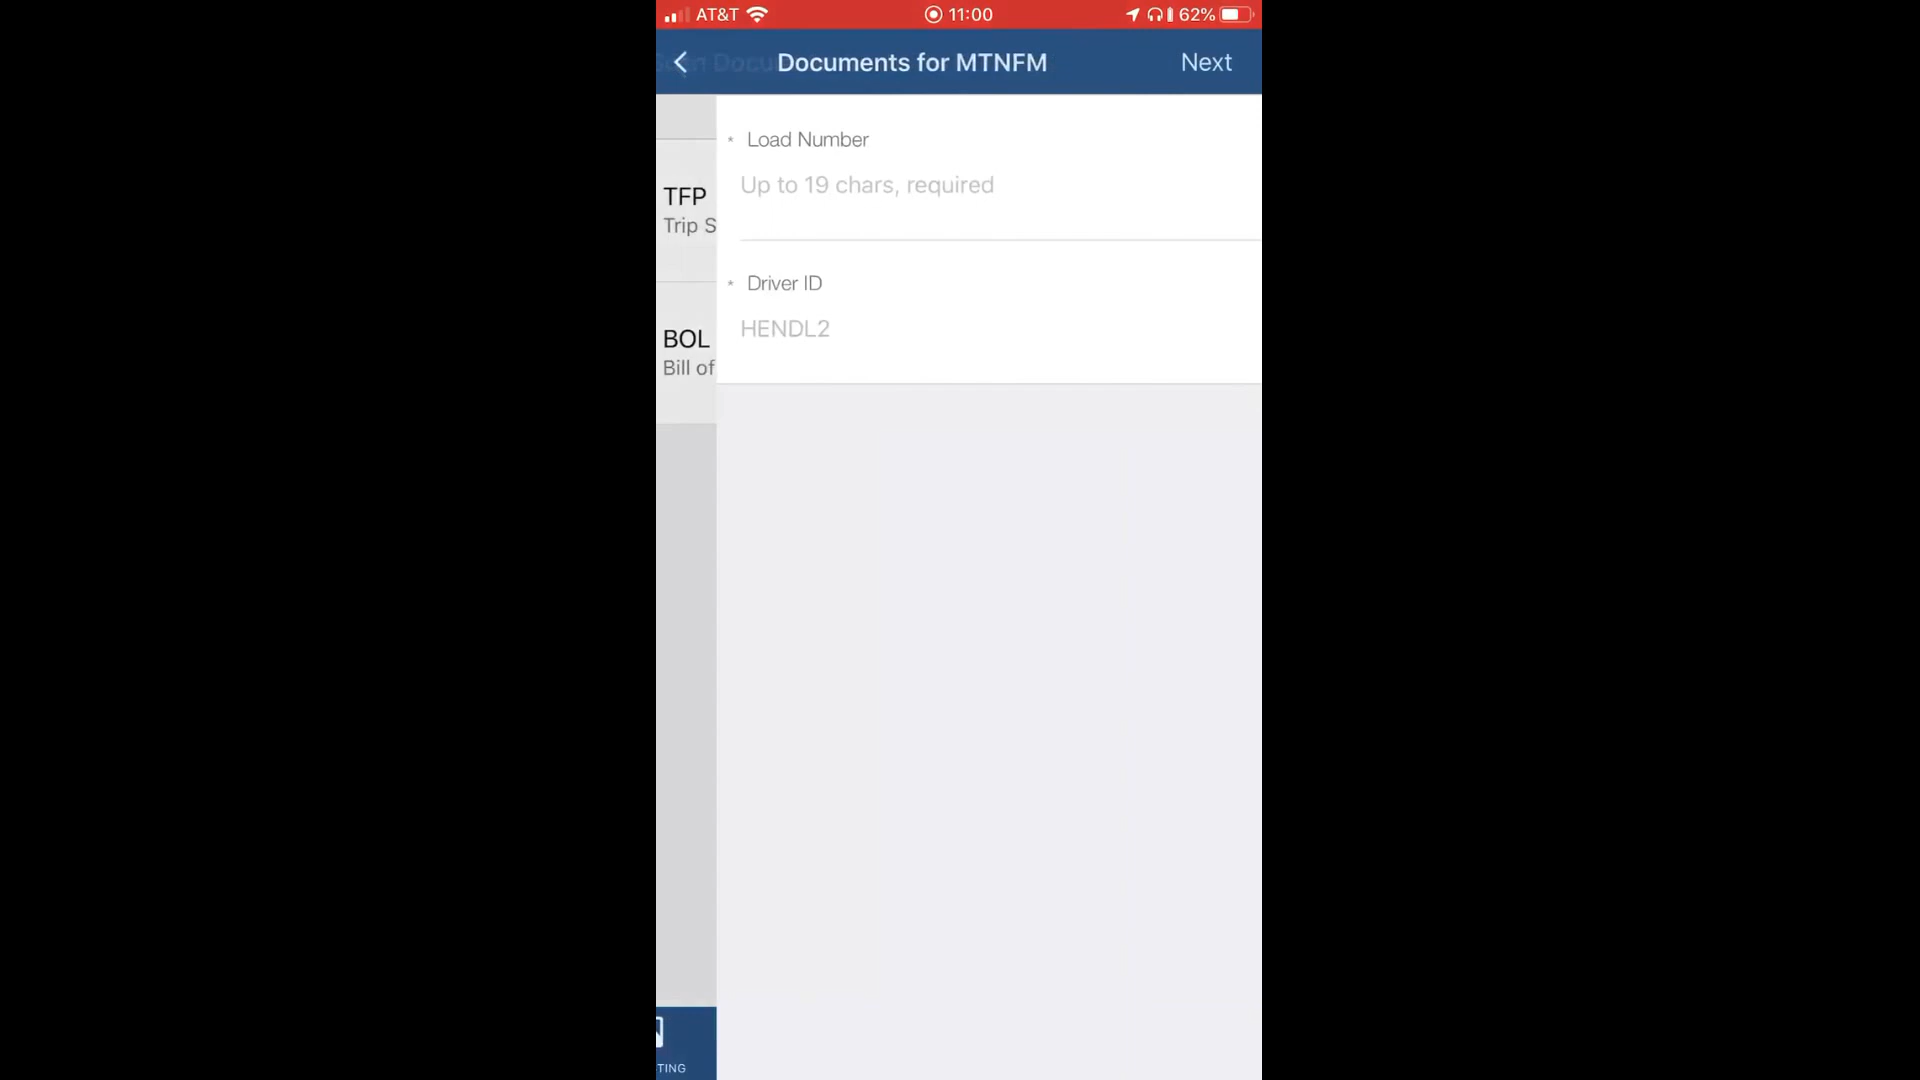 AT&T 11:00 62%
Documents for MTNFM Next
* Load Number
Up to 19 chars, required
TFP
Trip S
* Driver ID
HENDL2
BOL
Bill of
TING